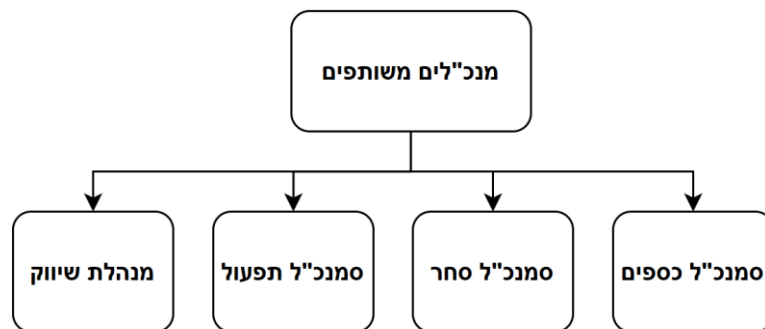 מנכ"לים משותפים
סמנכ"ל כספים
סמנכ"ל סחר
סמנכ"ל תפעול
מנהלת שיווק